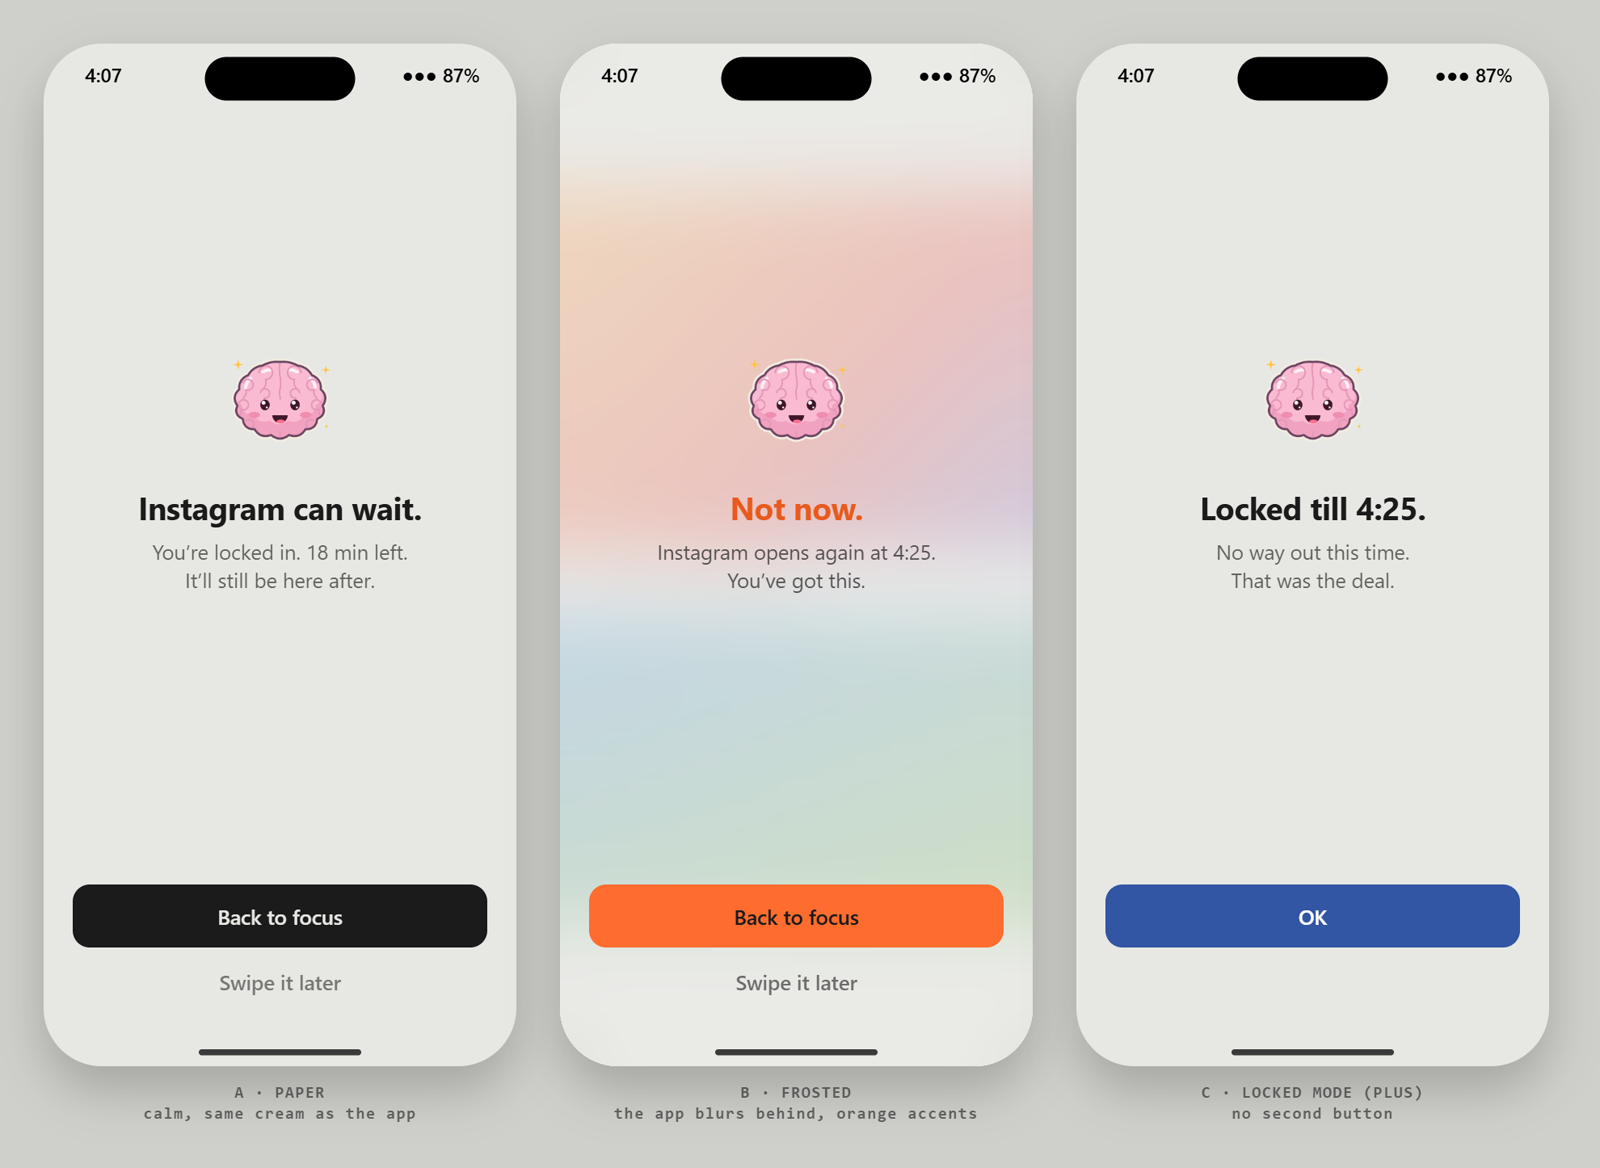 4:07
●●● 87%
Instagram can wait.
You’re locked in. 18 min left.
It’ll still be here after.
Back to focus
Swipe it later
A · PAPER
calm, same cream as the app
4:07
●●● 87%
Not now.
Instagram opens again at 4:25.
You’ve got this.
Back to focus
Swipe it later
B · FROSTED
the app blurs behind, orange accents
4:07
●●● 87%
Locked till 4:25.
No way out this time.
That was the deal.
OK
C · LOCKED MODE (PLUS)
no second button